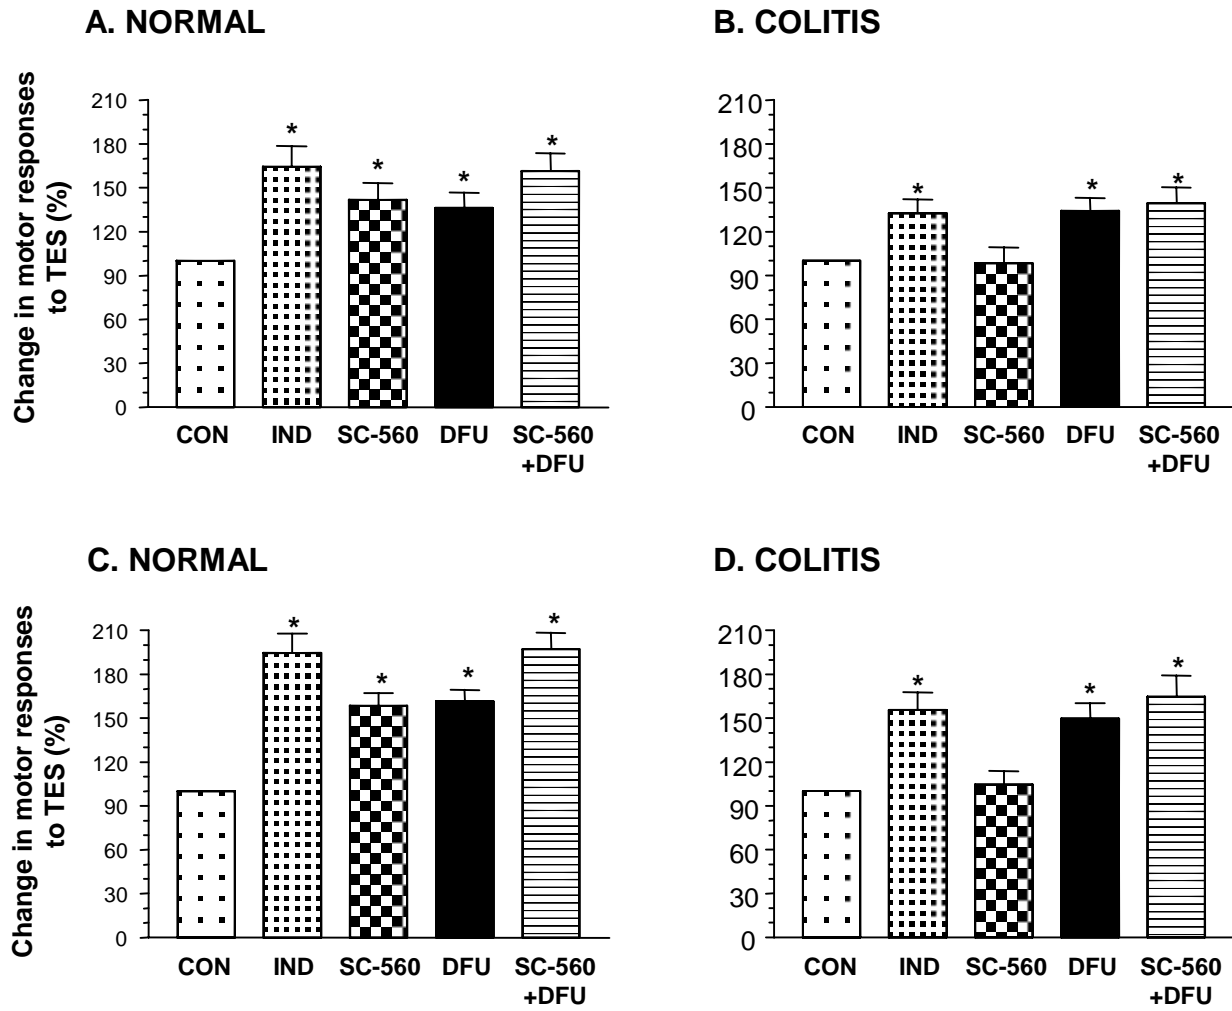 A. NORMAL
Change in motor responses
to TES (%)
210
180
150
120
90
60
30
0
*
*
*
*
CON IND SC-560 DFU SC-560
+DFU
B. COLITIS
210
180
150
120
90
60
30
0
*
*
*
CON IND SC-560 DFU SC-560
+DFU
C. NORMAL
Change in motor responses
to TES (%)
210
180
150
120
90
60
30
0
*
*
*
*
CON IND SC-560 DFU SC-560
+DFU
D. COLITIS
210
180
150
120
90
60
30
0
*
*
*
CON IND SC-560 DFU SC-560
+DFU